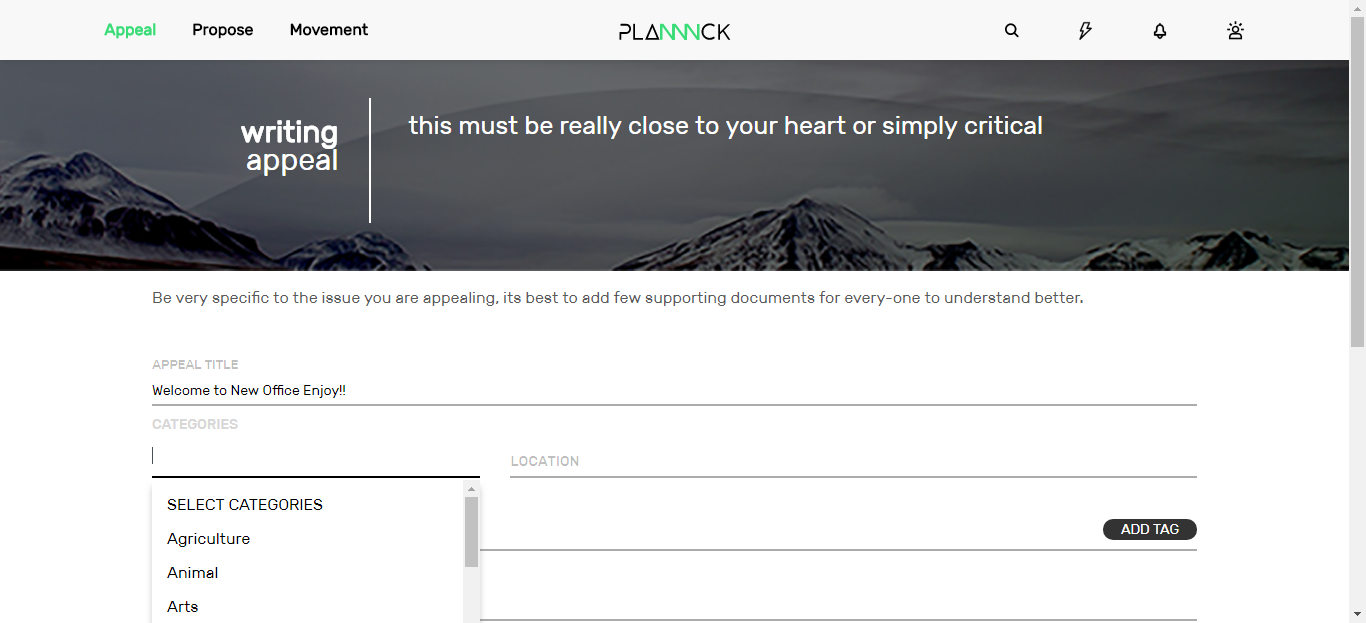 Appeal Propose Movement PLANNNCK
writing
appeal
this must be really close to your heart or simply critical
Be very specific to the issue you are appealing, its best to add few supporting documents for every-one to understand better.
APPEAL TITLE
Welcome to New Office Enjoy!!
CATEGORIES
LOCATION
SELECT CATEGORIES
Agriculture
Animal
Arts
ADD TAG